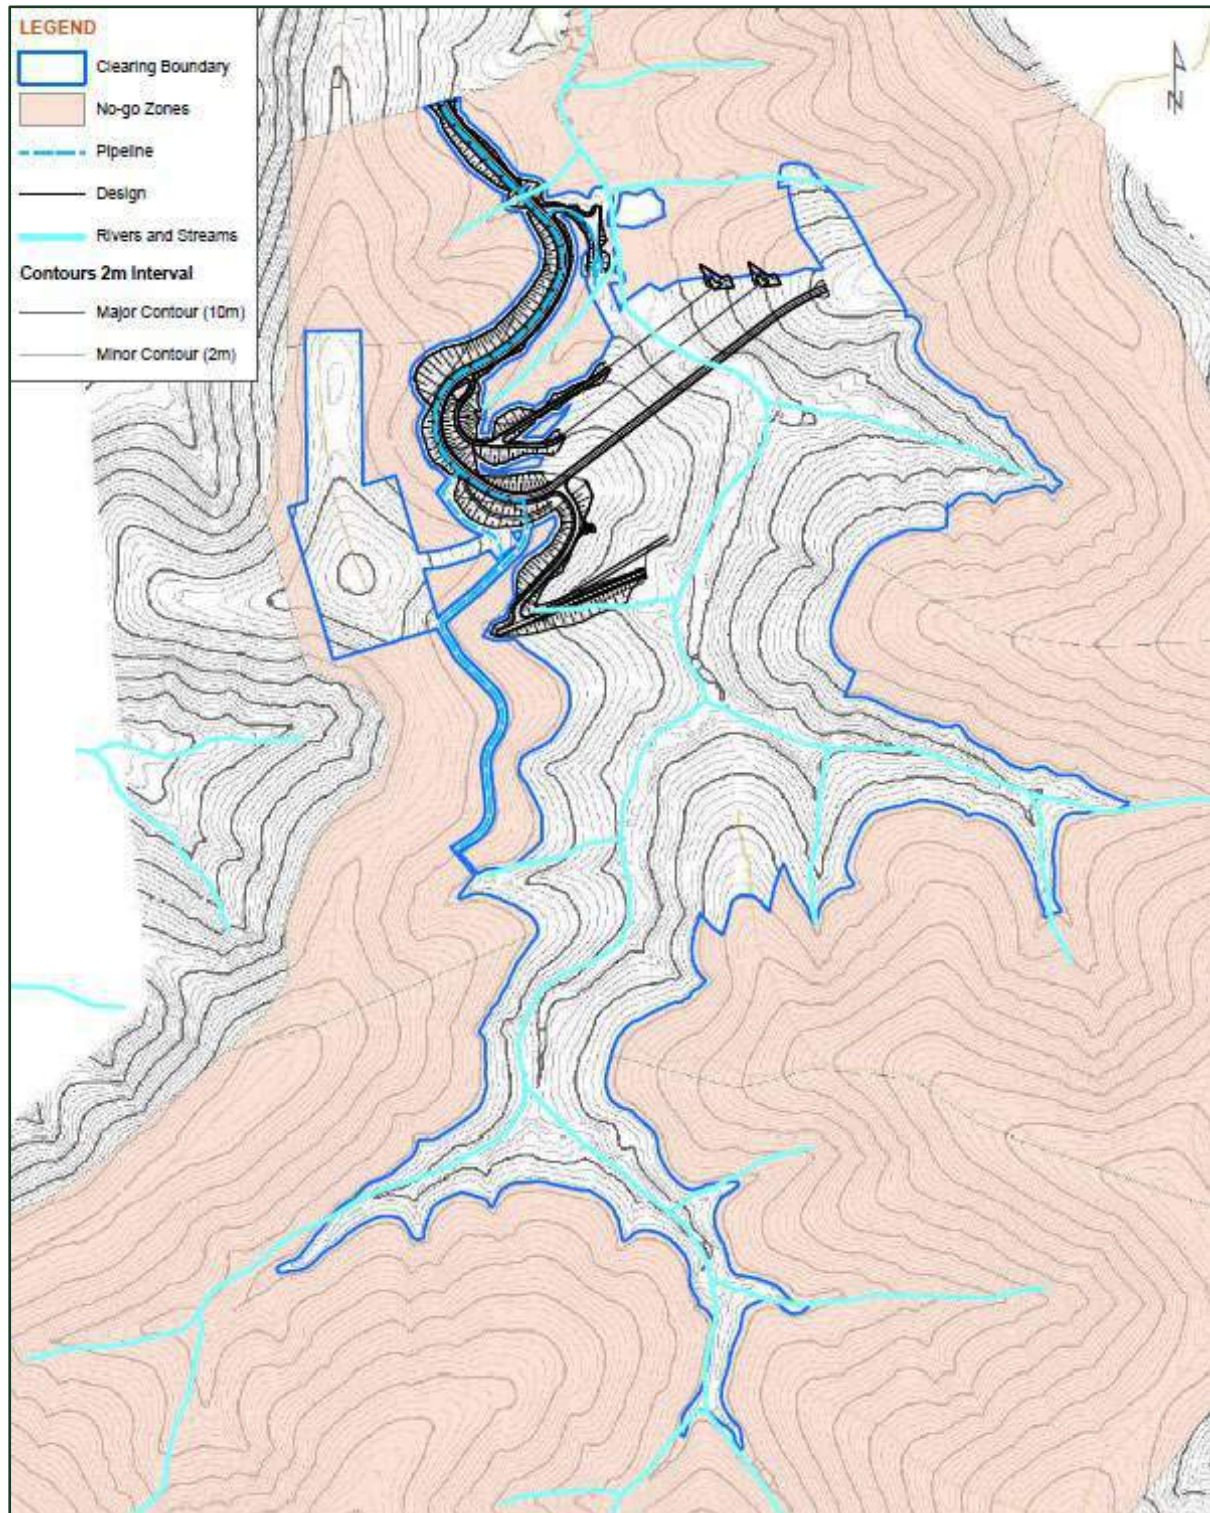 LEGEND
Clearing Boundary
No-go Zones
Pipeline
Design
Rivers and Streams
Contours 2m Interval
Major Contour (10m)
Minor Contour (2m)
N